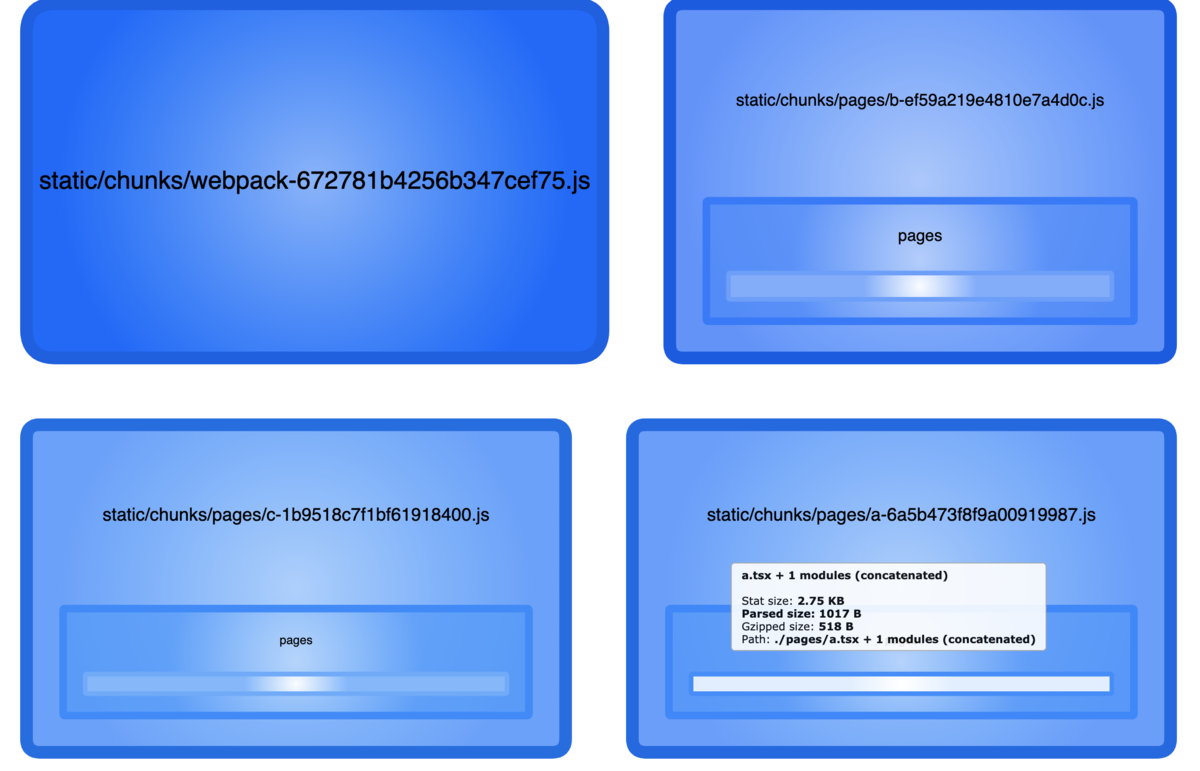 static/chunks/webpack-672781b4256b347cef75.js
static/chunks/pages/b-ef59a219e4810e7a4d0c.js
pages
static/chunks/pages/c-1b9518c7f1bf61918400.js
pages
static/chunks/pages/a-6a5b473f8f9a00919987.js
a.tsx + 1 modules (concatenated)
Stat size: 2.75 KB
Parsed size: 1017 B
Gzipped size: 518 B
Path: ./pages/a.tsx + 1 modules (concatenated)